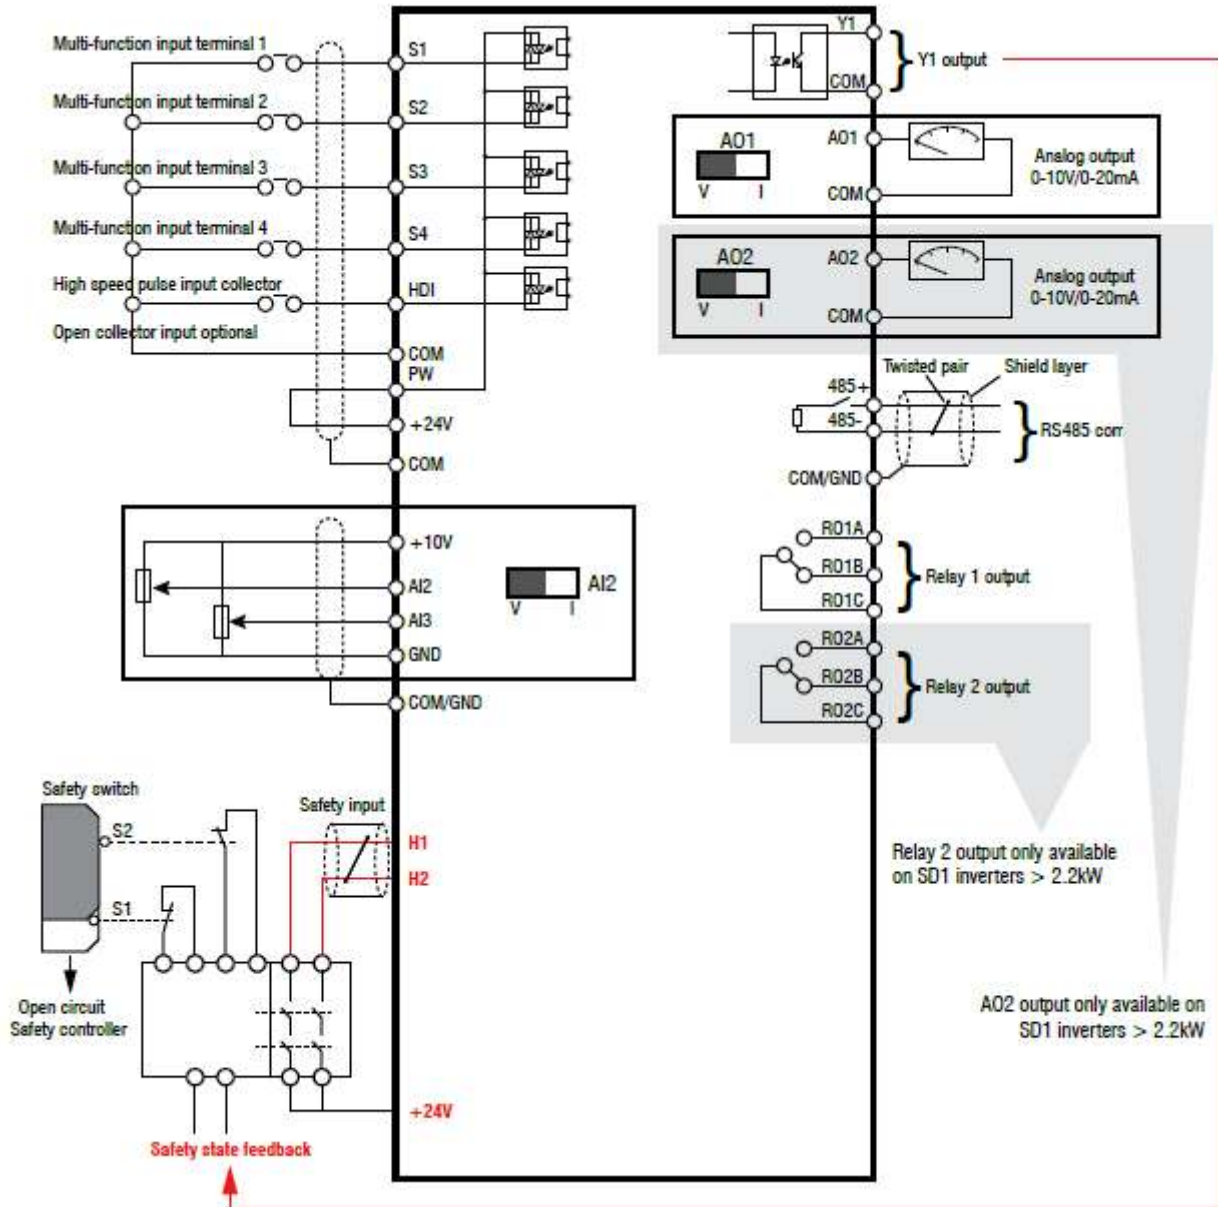 Multi-function input terminal 1
S1
Multi-function input terminal 2
S2
Multi-function input terminal 3
S3
Multi-function input terminal 4
S4
High speed pulse input collector
HDI
Open collector input optional
COM
PW
+24V
COM
+10V
AI2
AI3
GND
COM/GND
V I
AI2
Y1
COM
Y1 output
AO1
V I
AO1
COM
Analog output
0-10V/0-20mA
AO2
V I
AO2
COM
Analog output
0-10V/0-20mA
Twisted pair
Shield layer
485+
485-
COM/GND
RS485 com
RO1A
RO1B
RO1C
Relay 1 output
RO2A
RO2B
RO2C
Relay 2 output
Relay 2 output only available
on SD1 inverters > 2.2kW
AO2 output only available on
SD1 inverters > 2.2kW
Safety switch
S2
S1
Open circuit
Safety controller
Safety input
H1
H2
+24V
Safety state feedback